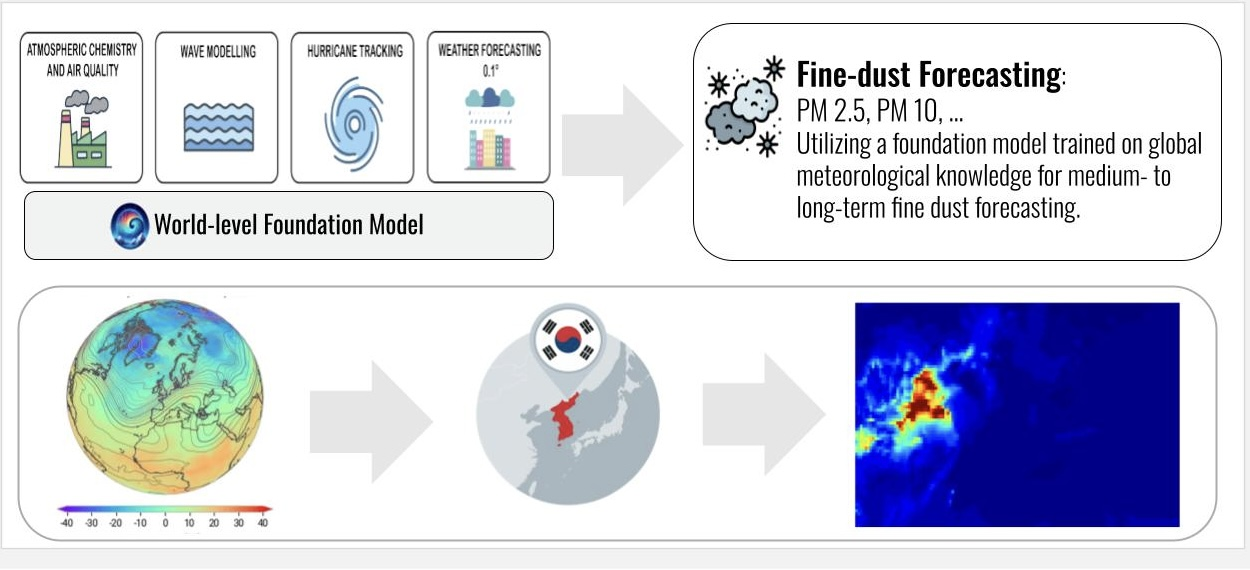 ATMOSPHERIC CHEMISTRY
AND AIR QUALITY
WAVE MODELLING
HURRICANE TRACKING
WEATHER FORECASTING
0.1°
World-level Foundation Model
Fine-dust Forecasting:
PM 2.5, PM 10, ...
Utilizing a foundation model trained on global
meteorological knowledge for medium- to
long-term fine dust forecasting.
-40 -30 -20 -10 0 10 20 30 40